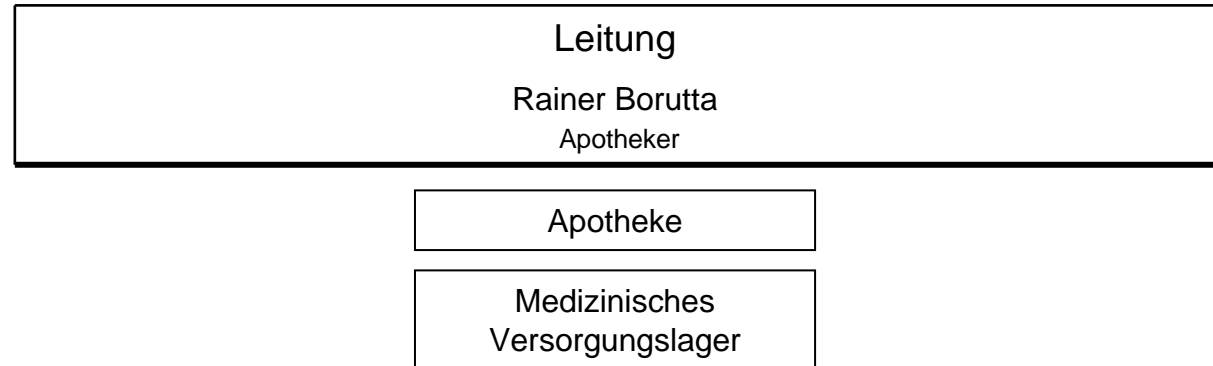 Leitung
Rainer Borutta
Apotheker
Apotheke
Medizinisches
Versorgungslager